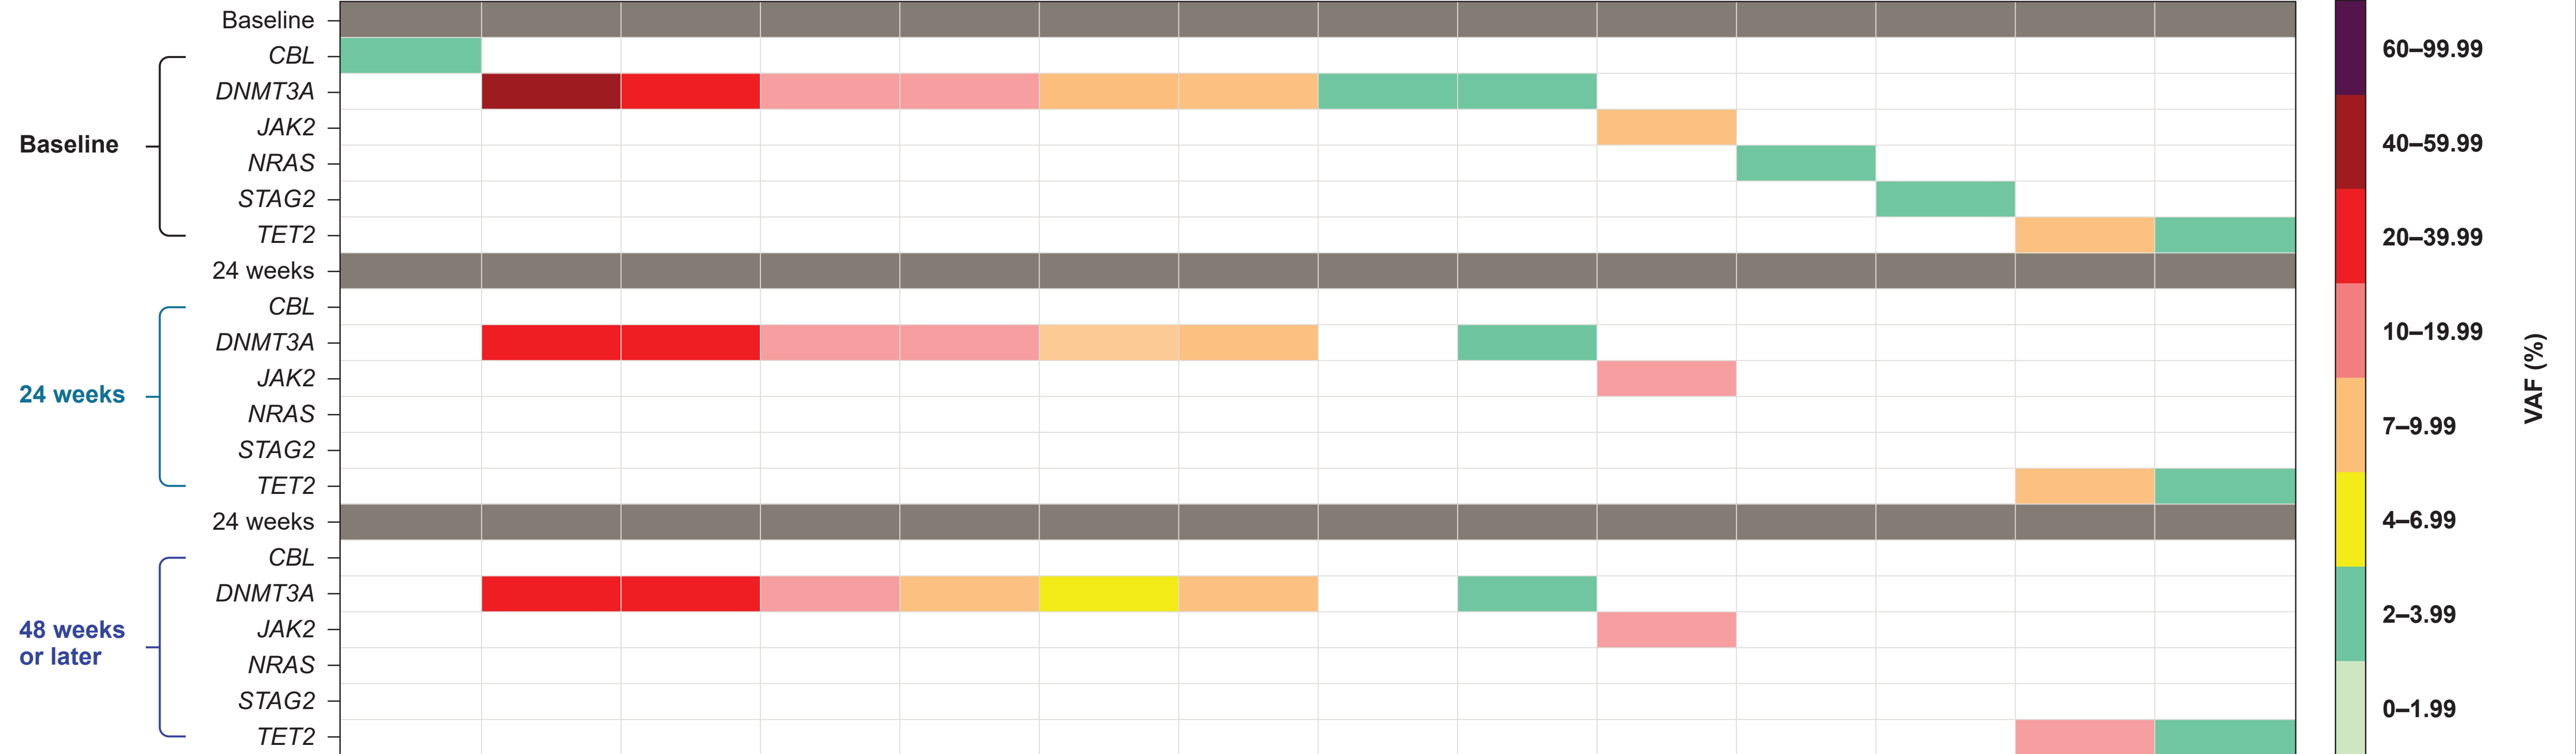 Baseline
CBL
DNMT3A
JAK2
NRAS
STAG2
TET2
Baseline
24 weeks
CBL
DNMT3A
JAK2
NRAS
STAG2
TET2
24 weeks
24 weeks
CBL
DNMT3A
JAK2
NRAS
STAG2
TET2
48 weeks
or later
60–99.99
40–59.99
20–39.99
10–19.99
7–9.99
4–6.99
2–3.99
0–1.99
VAF (%)